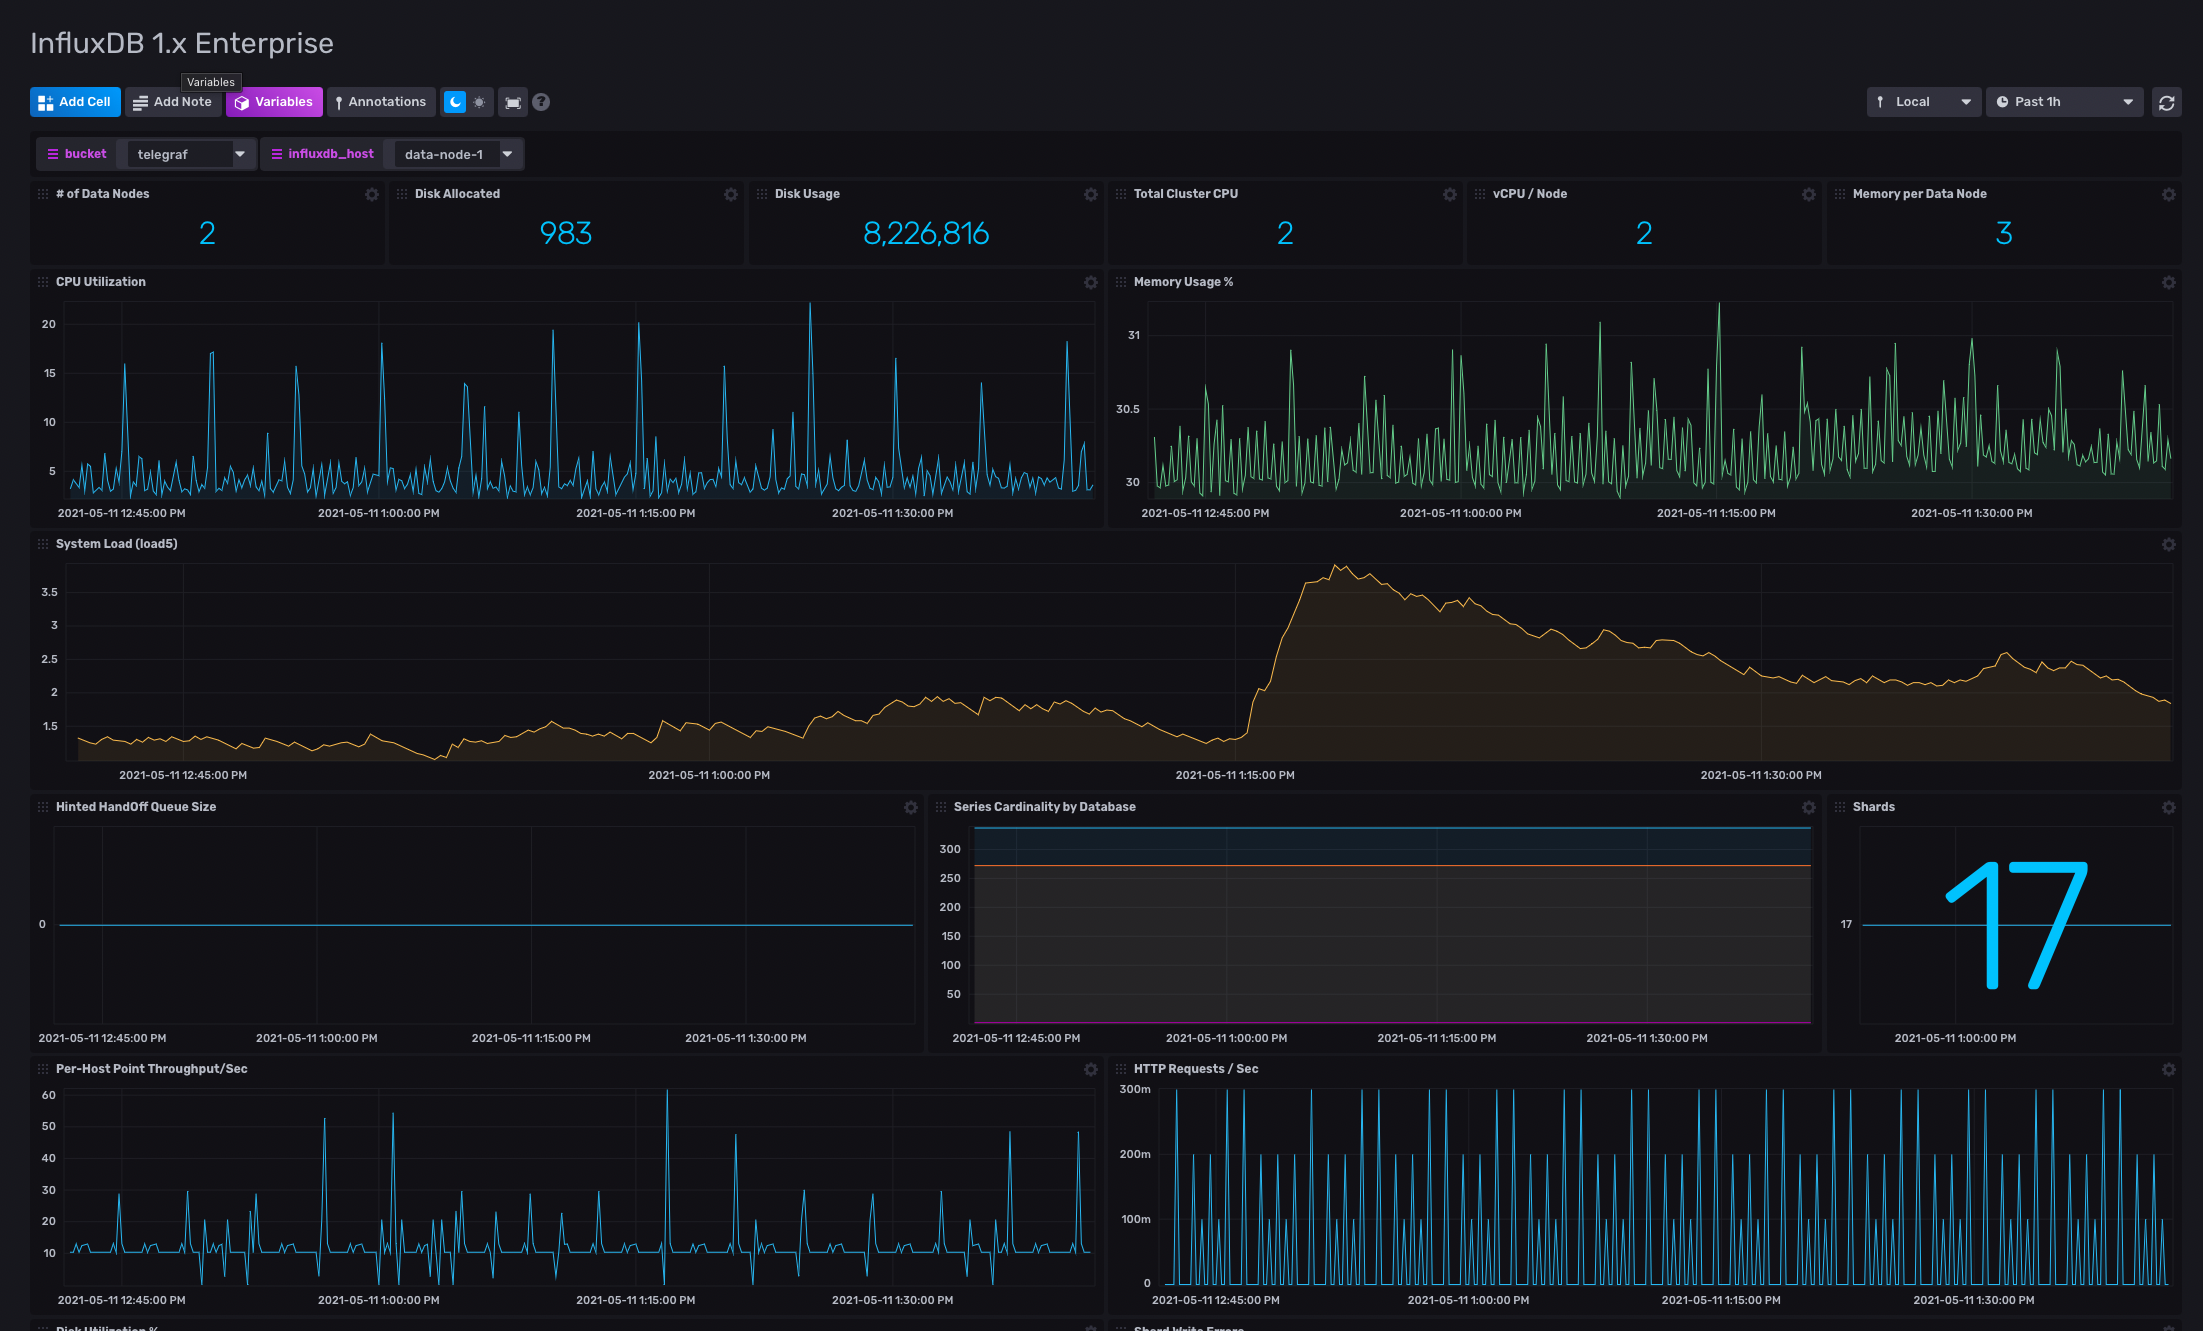 InfluxDB 1.x Enterprise
Variables
Add Cell Add Note Variables Annotations ? Local Past 1h
bucket telegraf influxdb_host data-node-1
# of Data Nodes Disk Allocated Disk Usage Total Cluster CPU vCPU / Node Memory per Data Node
2 983 8,226,816 2 2 3
CPU Utilization
20
15
10
5
2021-05-11 12:45:00 PM 2021-05-11 1:00:00 PM 2021-05-11 1:15:00 PM 2021-05-11 1:30:00 PM
Memory Usage %
31
30.5
30
2021-05-11 12:45:00 PM 2021-05-11 1:00:00 PM 2021-05-11 1:15:00 PM 2021-05-11 1:30:00 PM
System Load (load5)
3.5
3
2.5
2
1.5
2021-05-11 12:45:00 PM 2021-05-11 1:00:00 PM 2021-05-11 1:15:00 PM 2021-05-11 1:30:00 PM
Hinted HandOff Queue Size
0
2021-05-11 12:45:00 PM 2021-05-11 1:00:00 PM 2021-05-11 1:15:00 PM 2021-05-11 1:30:00 PM
Series Cardinality by Database
300
250
200
150
100
50
2021-05-11 12:45:00 PM 2021-05-11 1:00:00 PM 2021-05-11 1:15:00 PM 2021-05-11 1:30:00 PM
Shards
17
17
2021-05-11 1:00:00 PM
Per-Host Point Throughput/Sec
60
50
40
30
20
10
2021-05-11 12:45:00 PM 2021-05-11 1:00:00 PM 2021-05-11 1:15:00 PM 2021-05-11 1:30:00 PM
HTTP Requests / Sec
300m
200m
100m
0
2021-05-11 12:45:00 PM 2021-05-11 1:00:00 PM 2021-05-11 1:15:00 PM 2021-05-11 1:30:00 PM
Disk Utilization %
Shard Write Errors